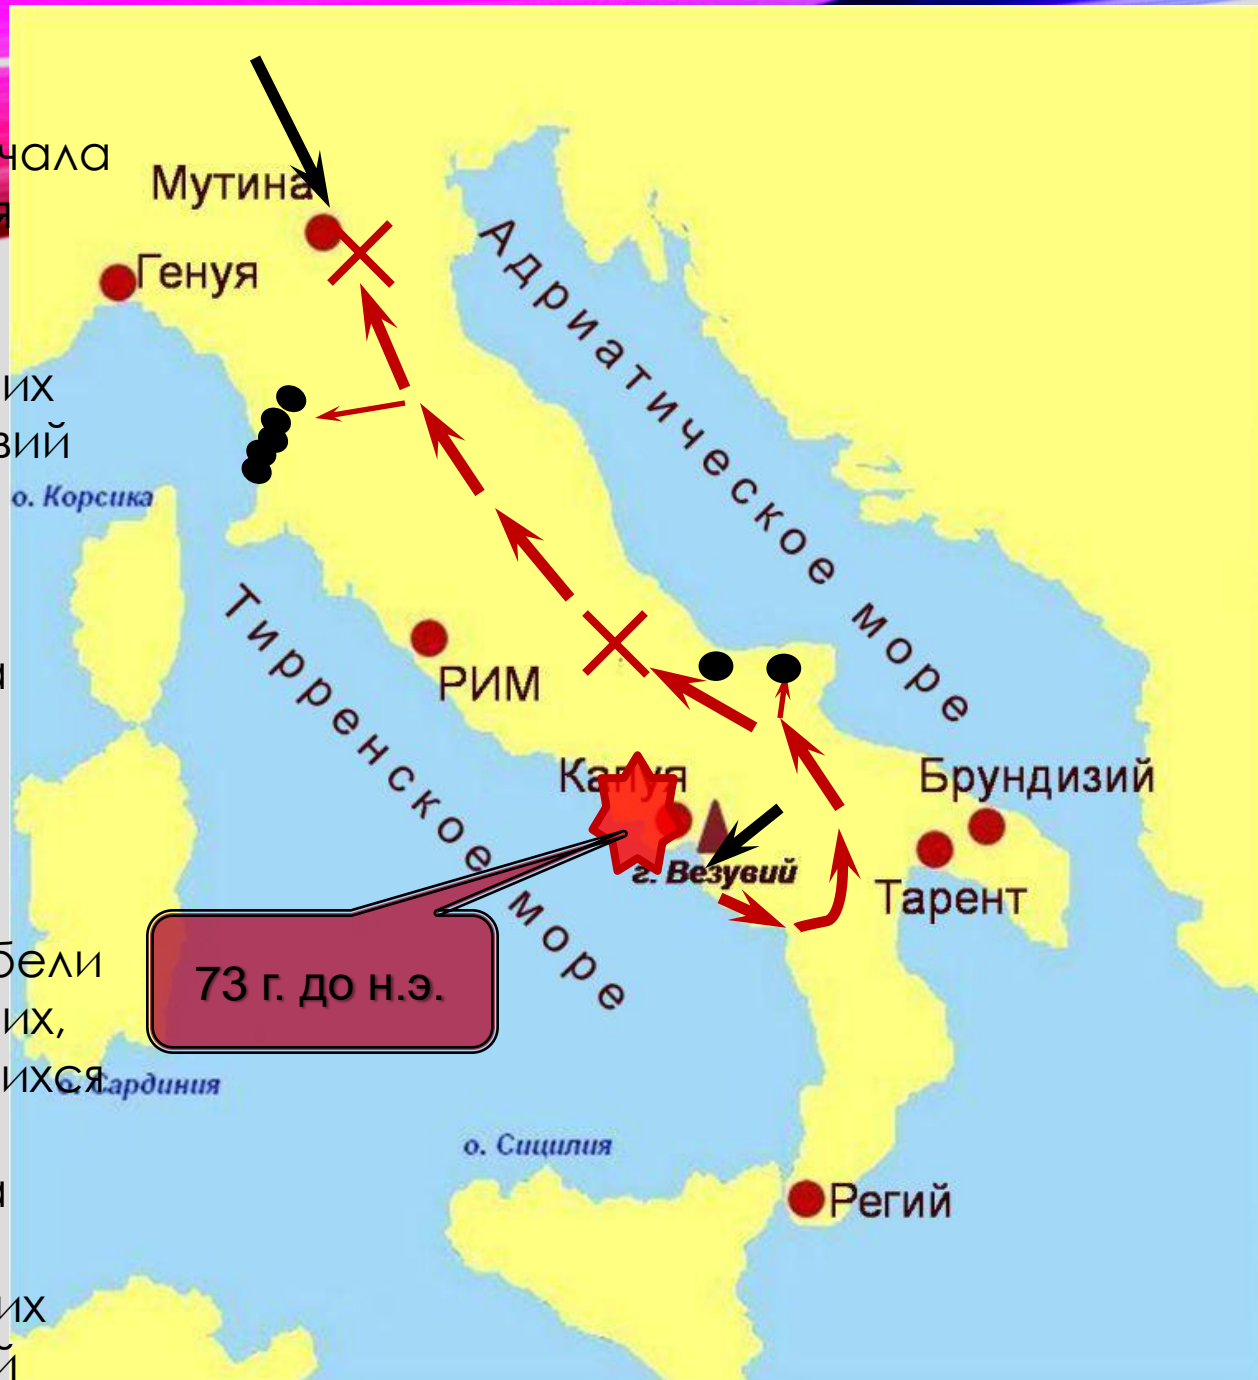 чала
Мутина
я
Генуя
Адриатическое море
их
вий
о. Корсика
Тирренское море
а
РИМ
Капуя
Брундизий
г. Везувий
Тарент
бели
73 г. до н.э.
их,
ихся
о. Сардиния
о. Сицилия
а
Регий
их
й